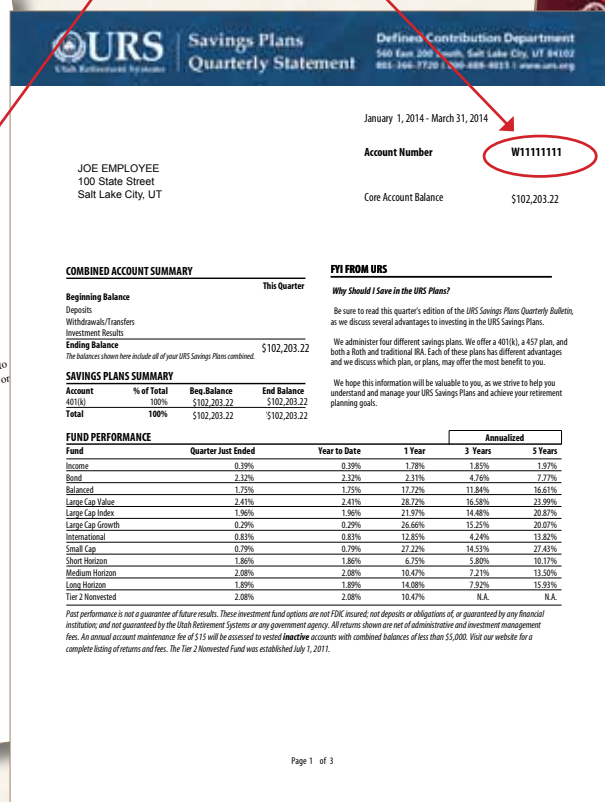 URS
Utah Retirement Systems
Savings Plans
Quarterly Statement
Defined Contribution Department
560 East 200 South, Salt Lake City, UT 84102
801-366-7720 | 800-688-4015 | www.urs.org
January 1, 2014 - March 31, 2014
Account Number W11111111
JOE EMPLOYEE
100 State Street
Salt Lake City, UT
Core Account Balance $102,203.22
COMBINED ACCOUNT SUMMARY
This Quarter
Beginning Balance
Deposits
Withdrawals/Transfers
Investment Results
Ending Balance $102,203.22
The balances shown here include all of your URS Savings Plans combined.
SAVINGS PLANS SUMMARY
Account % of Total Beg.Balance End Balance
401(k) 100% $102,203.22 $102,203.22
Total 100% $102,203.22 $102,203.22
FYI FROM URS
Why Should I Save in the URS Plans?
Be sure to read this quarter's edition of the URS Savings Plans Quarterly Bulletin,
as we discuss several advantages to investing in the URS Savings Plans.
We administer four different savings plans. We offer a 401(k), a 457 plan, and
both a Roth and traditional IRA. Each of these plans has different advantages
and we discuss which plan, or plans, may offer the most benefit to you.
We hope this information will be valuable to you, as we strive to help you
understand and manage your URS Savings Plans and achieve your retirement
planning goals.
to
or
FUND PERFORMANCE
Annualized
Fund Quarter Just Ended Year to Date 1 Year 3 Years 5 Years
Income 0.39% 0.39% 1.78% 1.85% 1.97%
Bond 2.32% 2.32% 2.31% 4.76% 7.77%
Balanced 1.75% 1.75% 17.72% 11.84% 16.61%
Large Cap Value 2.41% 2.41% 28.72% 16.58% 23.99%
Large Cap Index 1.96% 1.96% 21.97% 14.48% 20.87%
Large Cap Growth 0.29% 0.29% 26.66% 15.25% 20.07%
International 0.83% 0.83% 12.85% 4.24% 13.82%
Small Cap 0.79% 0.79% 27.22% 14.53% 27.43%
Short Horizon 1.86% 1.86% 6.75% 5.80% 10.17%
Medium Horizon 2.08% 2.08% 10.47% 7.21% 13.50%
Long Horizon 1.89% 1.89% 14.08% 7.92% 15.93%
Tier 2 Nonvested 2.08% 2.08% 10.47% N.A. N.A.
Past performance is not a guarantee of future results. These investment fund options are not FDIC insured; not deposits or obligations of, or guaranteed by any financial
institution; and not guaranteed by the Utah Retirement Systems or any government agency. All returns shown are net of administrative and investment management
fees. An annual account maintenance fee of $15 will be assessed to vested inactive accounts with combined balances of less than $5,000. Visit our website for a
complete listing of returns and fees. The Tier 2 Nonvested Fund was established July 1, 2011.
Page 1 of 3